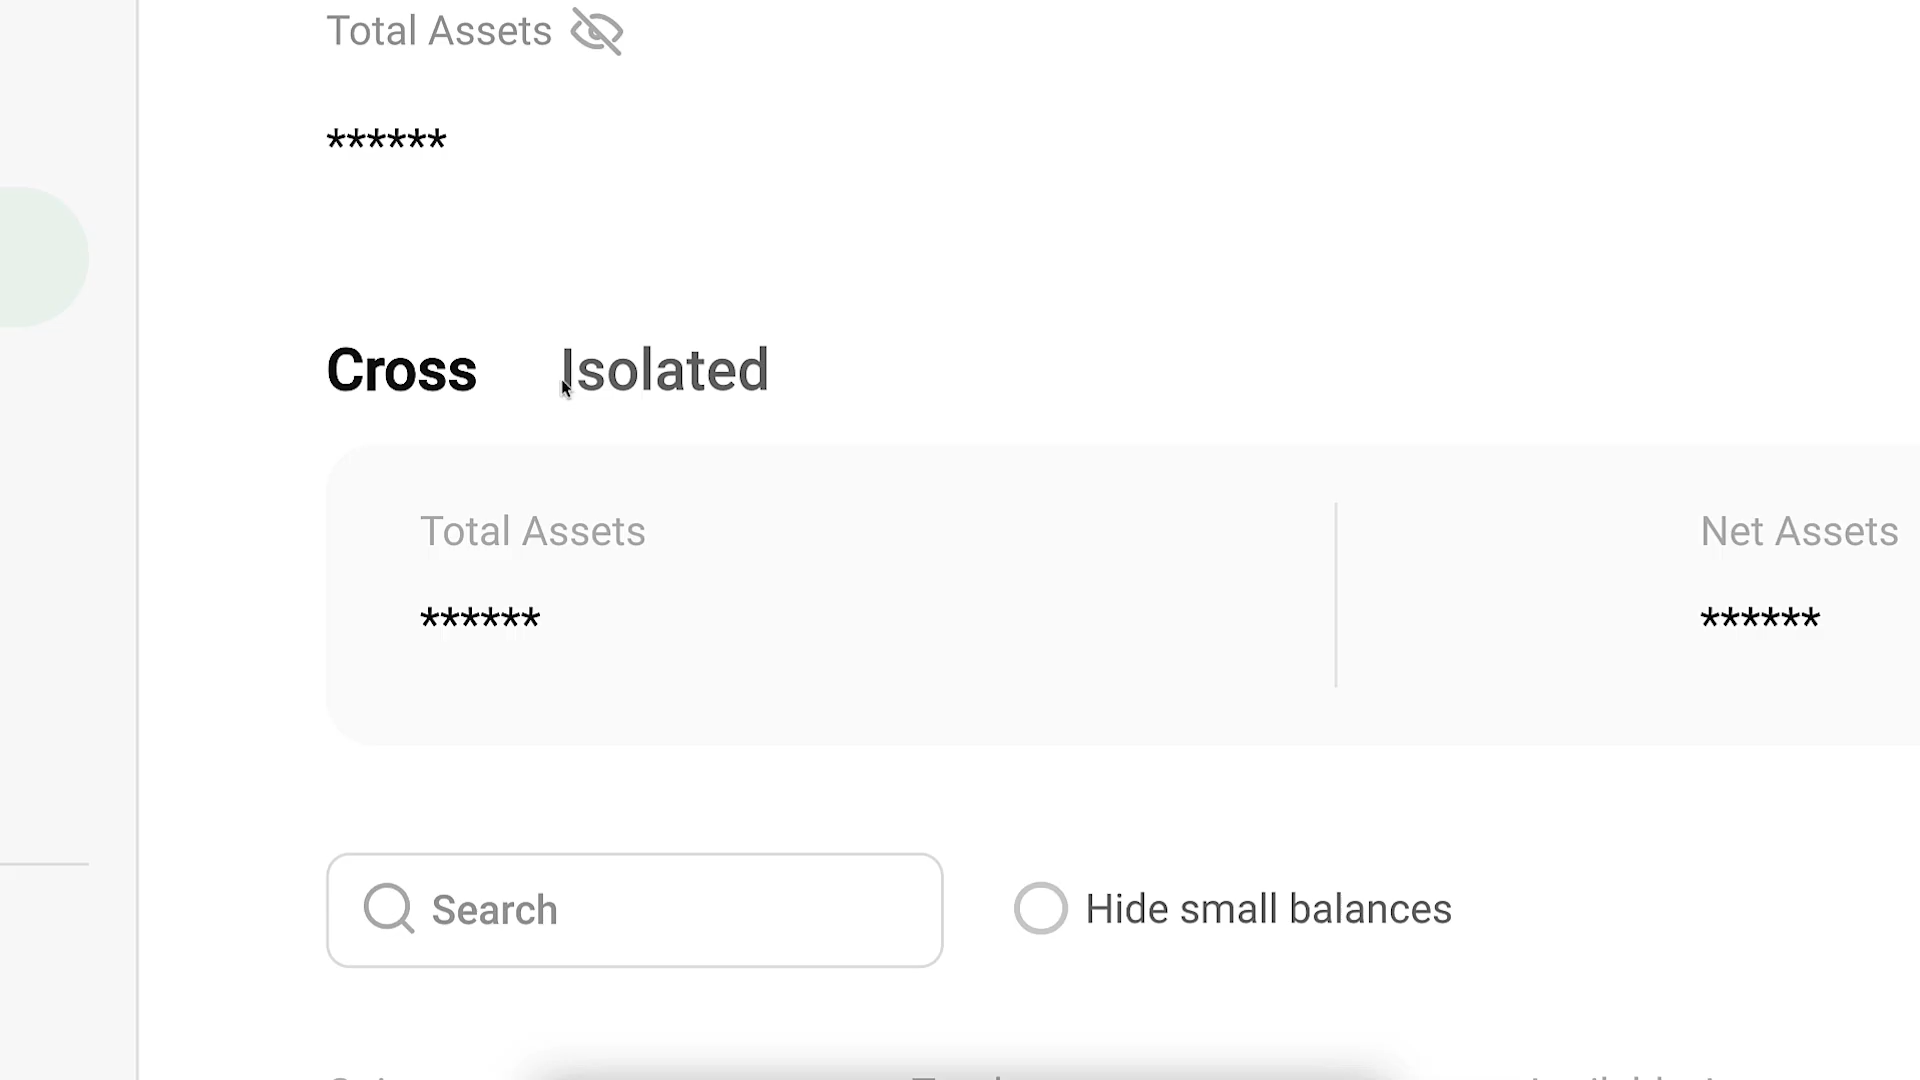 Total Assets
******
Cross Isolated
Total Assets Net Assets
****** ******
Search Hide small balances